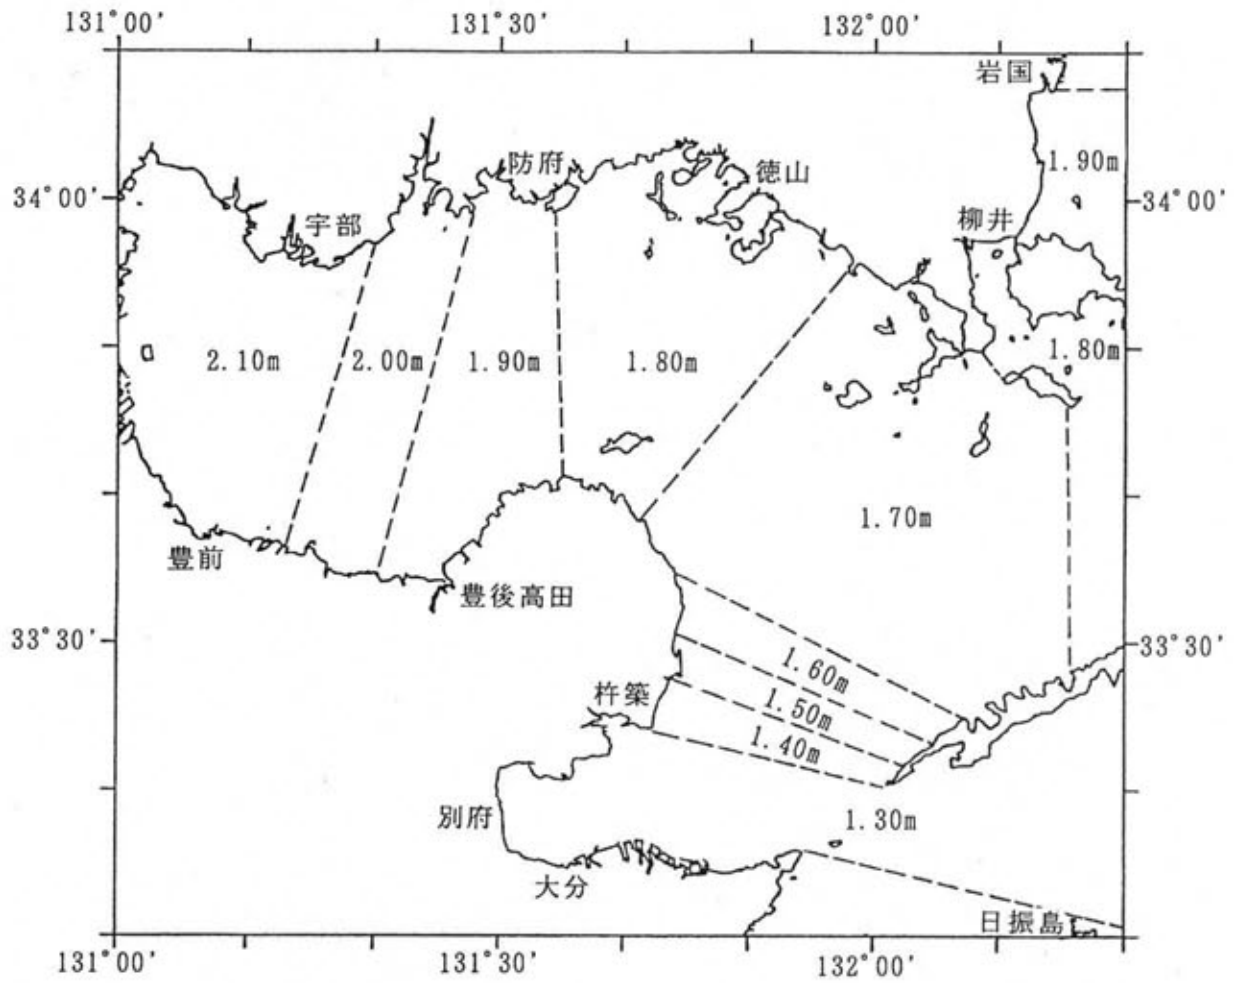 131°00′
131°30′
132°00′
岩国
1.90m
防府
徳山
34°00′
34°00′
宇部
柳井
2.10m
2.00m
1.90m
1.80m
1.80m
1.70m
豊前
豊後高田
33°30′
33°30′
1.60m
杵築
1.50m
1.40m
別府
1.30m
大分
日振島
131°00′
131°30′
132°00′